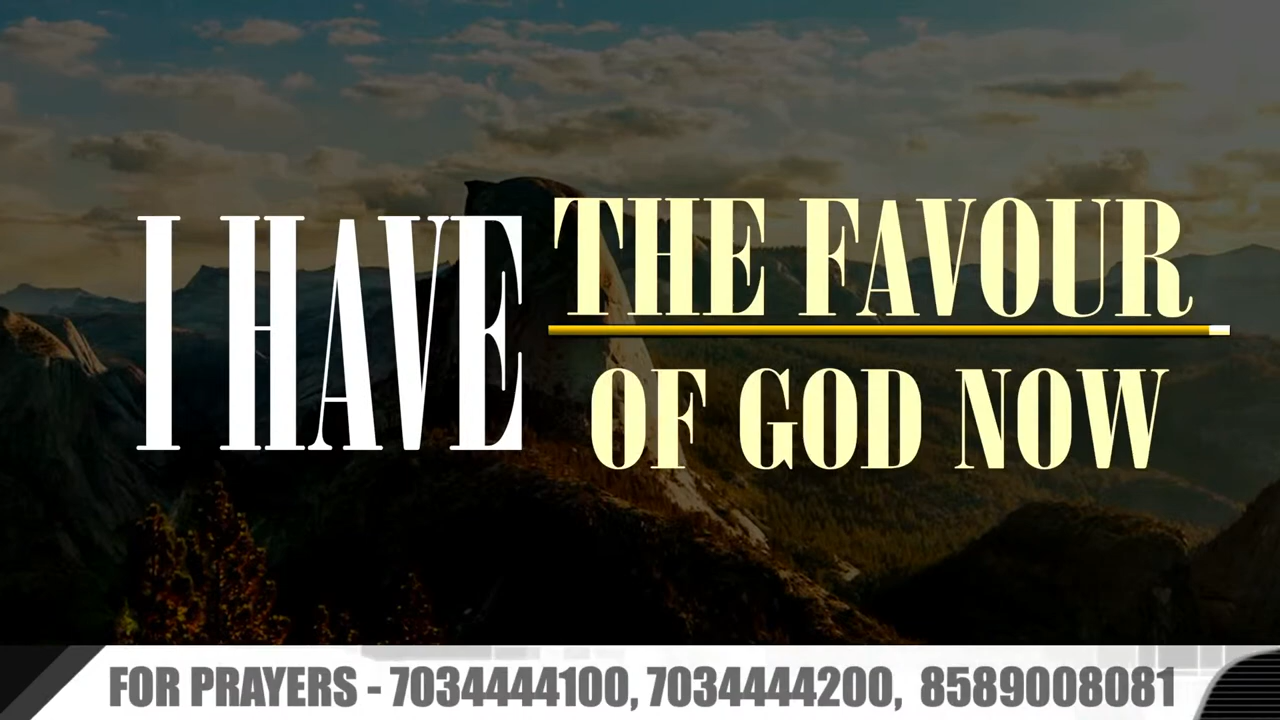 I HAVE
THE FAVOUR
OF GOD NOW
FOR PRAYERS - 7034444100, 7034444200, 8589008081